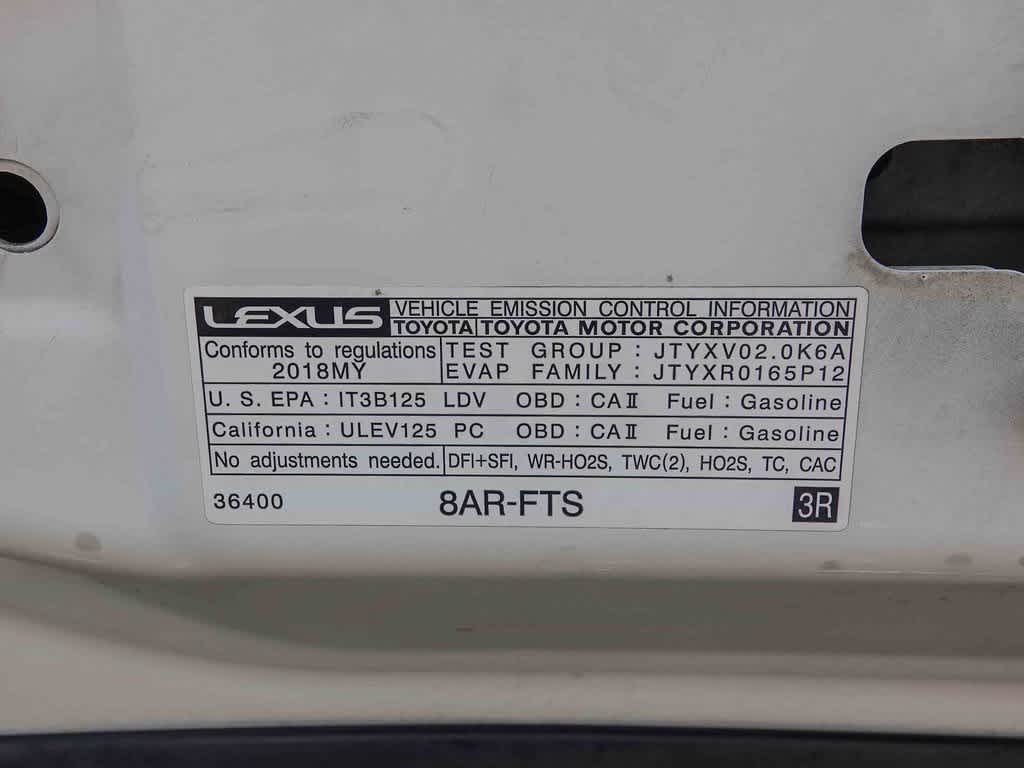 LEXUS VEHICLE EMISSION CONTROL INFORMATION
TOYOTA|TOYOTA MOTOR CORPORATION
Conforms to regulations TEST GROUP : JTYXV02.0K6A
2018MY EVAP FAMILY : JTYXR0165P12
U. S. EPA : IT3B125 LDV OBD : CAⅡ Fuel : Gasoline
California : ULEV125 PC OBD : CAⅡ Fuel : Gasoline
No adjustments needed. DFI+SFI, WR-HO2S, TWC(2), HO2S, TC, CAC
36400 8AR-FTS 3R